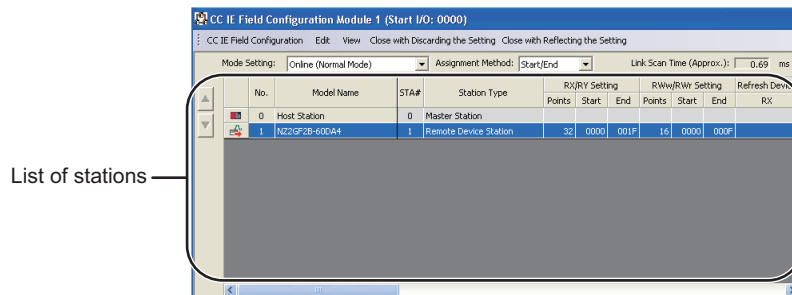 CC IE Field Configuration Module 1 (Start I/O: 0000)
CC IE Field Configuration Edit View Close with Discarding the Setting Close with Reflecting the Setting
Mode Setting: Online (Normal Mode) Assignment Method: Start/End Link Scan Time (Approx.): 0.69 ms
No. Model Name STA# Station Type RX/RY Setting RWw/RWr Setting Refresh Devic
Points Start End Points Start End RX
0 Host Station 0 Master Station
1 NZ2GF2B-60DA4 1 Remote Device Station 32 0000 001F 16 0000 000F
List of stations